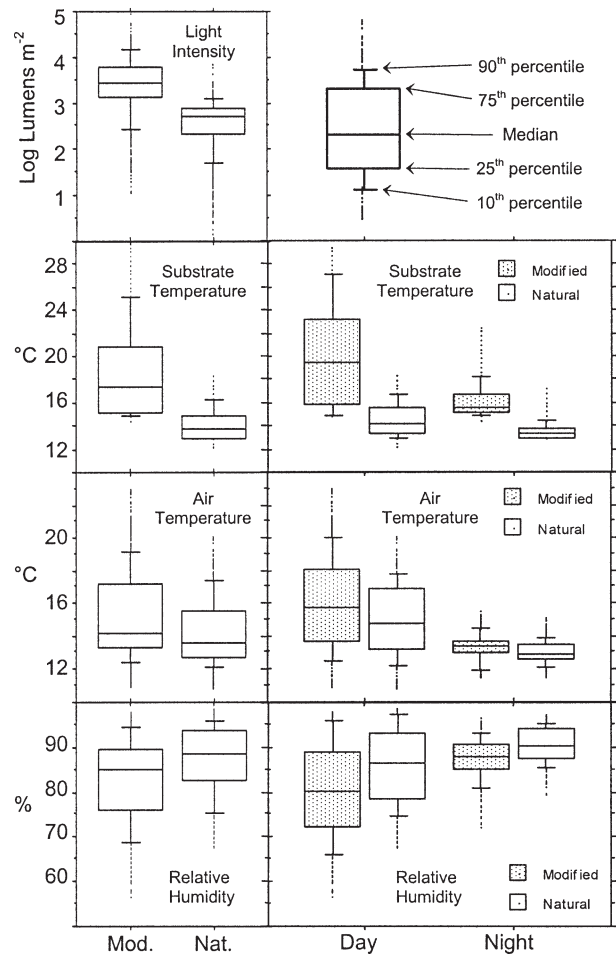 Log Lumens m-2
5
4
3
2
1
Light
Intensity
90th percentile
75th percentile
Median
25th percentile
10th percentile
°C
28
24
20
16
12
Substrate
Temperature
Substrate
Temperature
Modified
Natural
°C
20
16
12
Air
Temperature
Air
Temperature
Modified
Natural
%
90
80
70
60
Relative
Humidity
Relative
Humidity
Modified
Natural
Mod.
Nat.
Day
Night